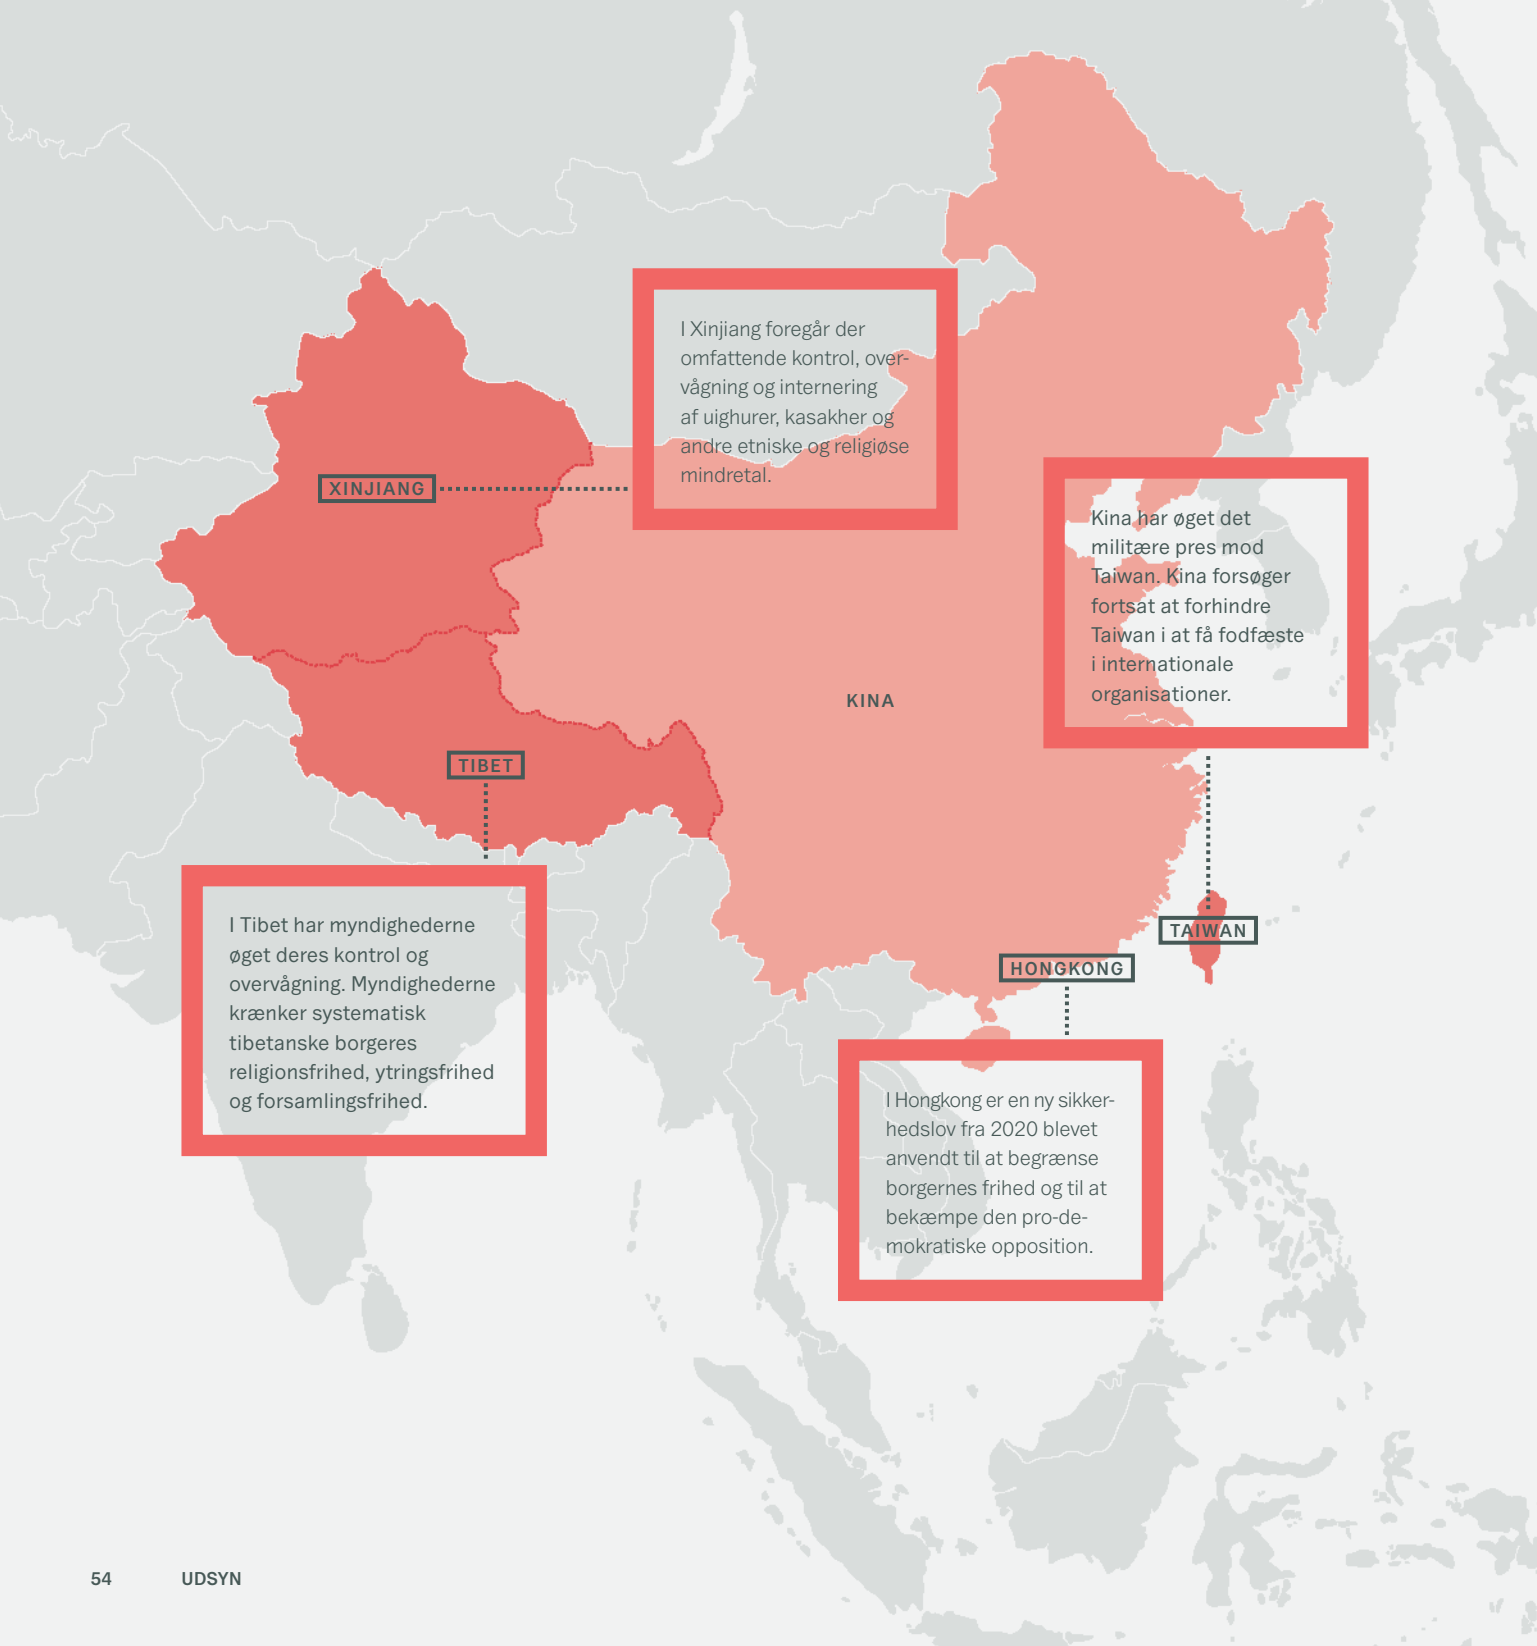 I Xinjiang foregår der
omfattende kontrol, over-
vågning og internering
af uighurer, kasakher og
andre etniske og religiøse
mindretal.
XINJIANG
Kina har øget det
militære pres mod
Taiwan. Kina forsøger
fortsat at forhindre
Taiwan i at få fodfæste
i internationale
organisationer.
KINA
TIBET
I Tibet har myndighederne
øget deres kontrol og
overvågning. Myndighederne
krænker systematisk
tibetanske borgeres
religionsfrihed, ytringsfrihed
og forsamlingsfrihed.
TAIWAN
HONGKONG
I Hongkong er en ny sikker-
hedslov fra 2020 blevet
anvendt til at begrænse
borgernes frihed og til at
bekæmpe den pro-de-
mokratiske opposition.
54 UDSYN